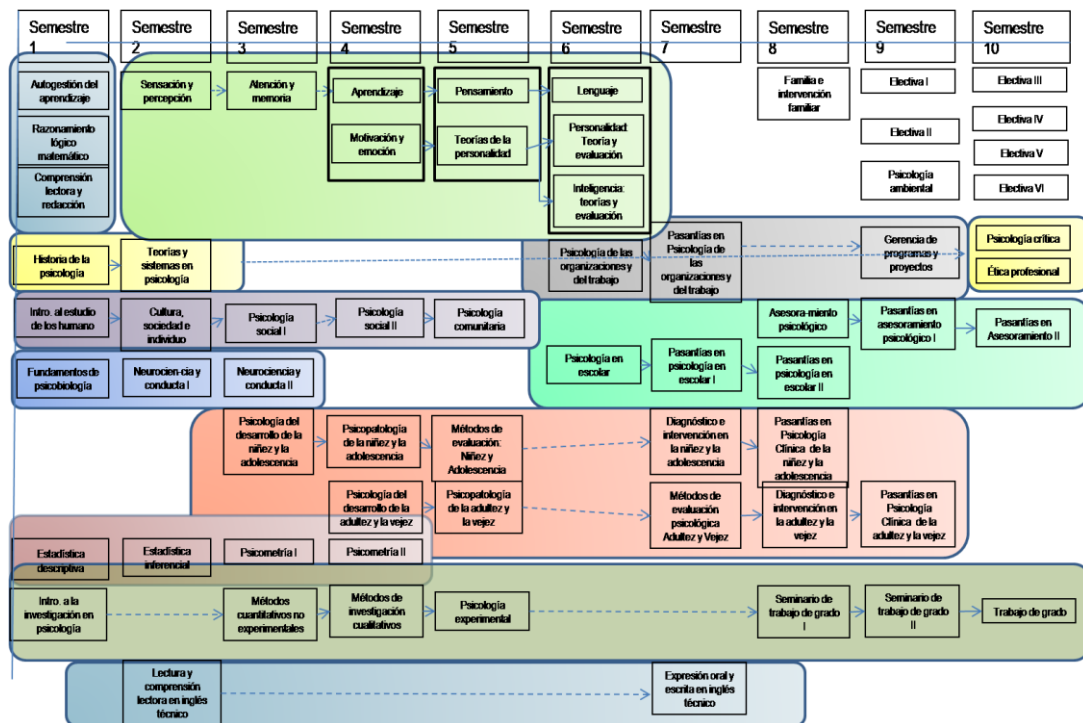 Semestre 1
Semestre 2
Semestre 3
Semestre 4
Semestre 5
Semestre 6
Semestre 7
Semestre 8
Semestre 9
Semestre 10
Autogestión del
aprendizaje
Sensación y
percepción
Atención y
memoria
Aprendizaje
Pensamiento
Lenguaje
Familia e
intervención
familiar
Electiva I
Electiva III
Razonamiento
lógico
matemático
Motivación y
emoción
Teorías de la
personalidad
Personalidad:
Teoría y
evaluación
Electiva II
Electiva IV
Electiva V
Comprensión
lectora y
redacción
Inteligencia:
teorías y
evaluación
Psicología
ambiental
Electiva VI
Historia de la
psicología
Teorías y
sistemas en
psicología
Psicología de las
organizaciones y
del trabajo
Pasantías en
Psicología de
las
organizaciones y
del trabajo
Gerencia de
programas y
proyectos
Psicología crítica
Ética profesional
Intro. al estudio
de los humano
Cultura,
sociedad e
individuo
Psicología
social I
Psicología
social II
Psicología
comunitaria
Asesora-miento
psicológico
Pasantías en
asesoramiento
psicológico I
Pasantías en
Asesoramiento II
Fundamentos de
psicobiología
Neurocien-cia y
conducta I
Neurociencia y
conducta II
Psicología en
escolar
Pasantías en
psicología en
escolar I
Pasantías en
psicología en
escolar II
Psicología del
desarrollo de la
niñez y la
adolescencia
Psicopatología
de la niñez y la
adolescencia
Métodos de
evaluación:
Niñez y
Adolescencia
Diagnóstico e
intervención en
la niñez y la
adolescencia
Pasantías en
Psicología
Clínica de la
niñez y la
adolescencia
Psicología del
desarrollo de la
adultez y la vejez
Psicopatología
de la adultez y
la vejez
Métodos de
evaluación
psicológica
Adultez y Vejez
Diagnóstico e
intervención en
la adultez y la
vejez
Pasantías en
Psicología
Clínica de la
adultez y la vejez
Estadística
descriptiva
Estadística
inferencial
Psicometría I
Psicometría II
Intro. a la
investigación en
psicología
Métodos
cuantitativos no
experimentales
Métodos de
investigación
cualitativos
Psicología
experimental
Seminario de
trabajo de grado
I
Seminario de
trabajo de grado
II
Trabajo de grado
Lectura y
comprensión
lectora en inglés
técnico
Expresión oral y
escrita en inglés
técnico